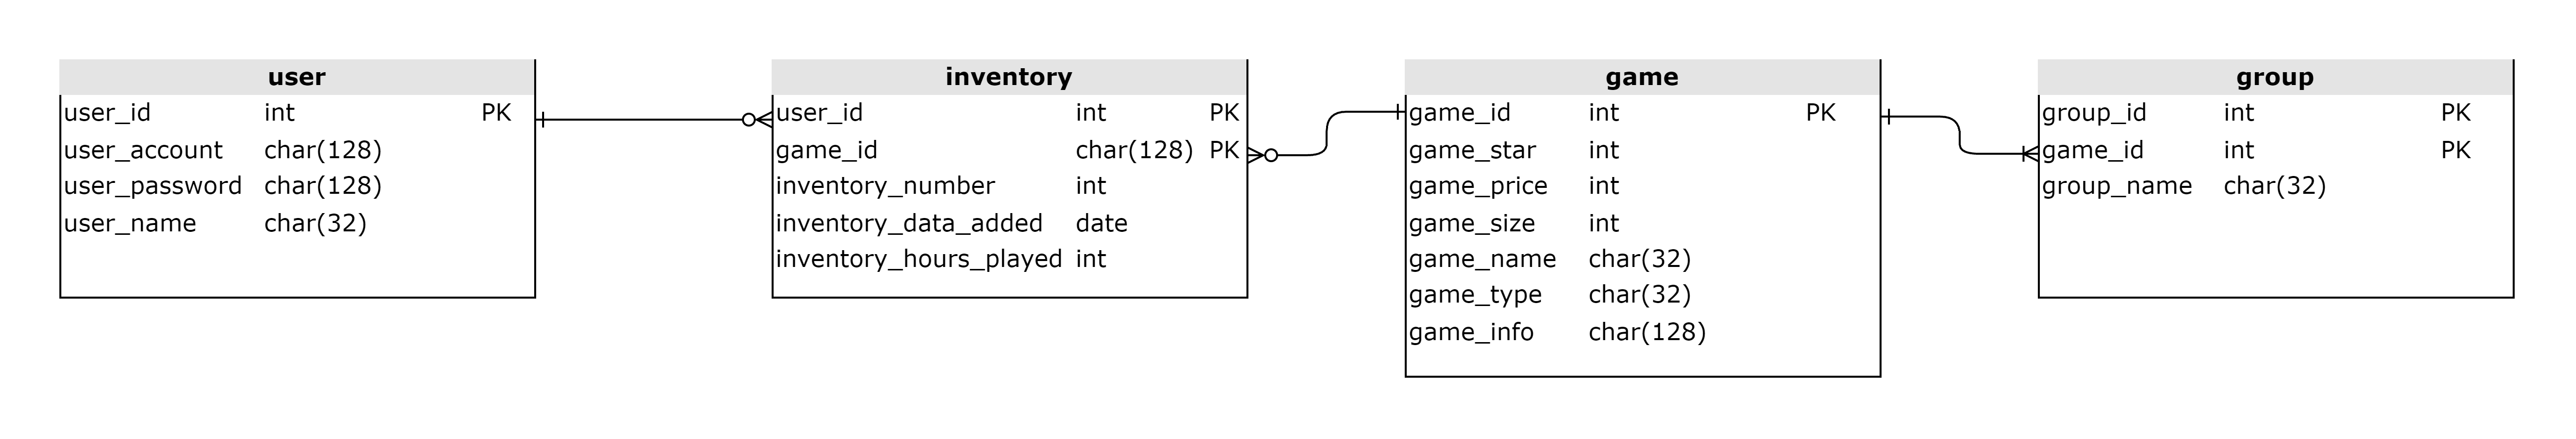 user
user_id int PK
user_account char(128)
user_password char(128)
user_name char(32)
inventory
user_id int PK
game_id char(128) PK
inventory_number int
inventory_data_added date
inventory_hours_played int
game
game_id int PK
game_star int
game_price int
game_size int
game_name char(32)
game_type char(32)
game_info char(128)
group
group_id int PK
game_id int PK
group_name char(32)